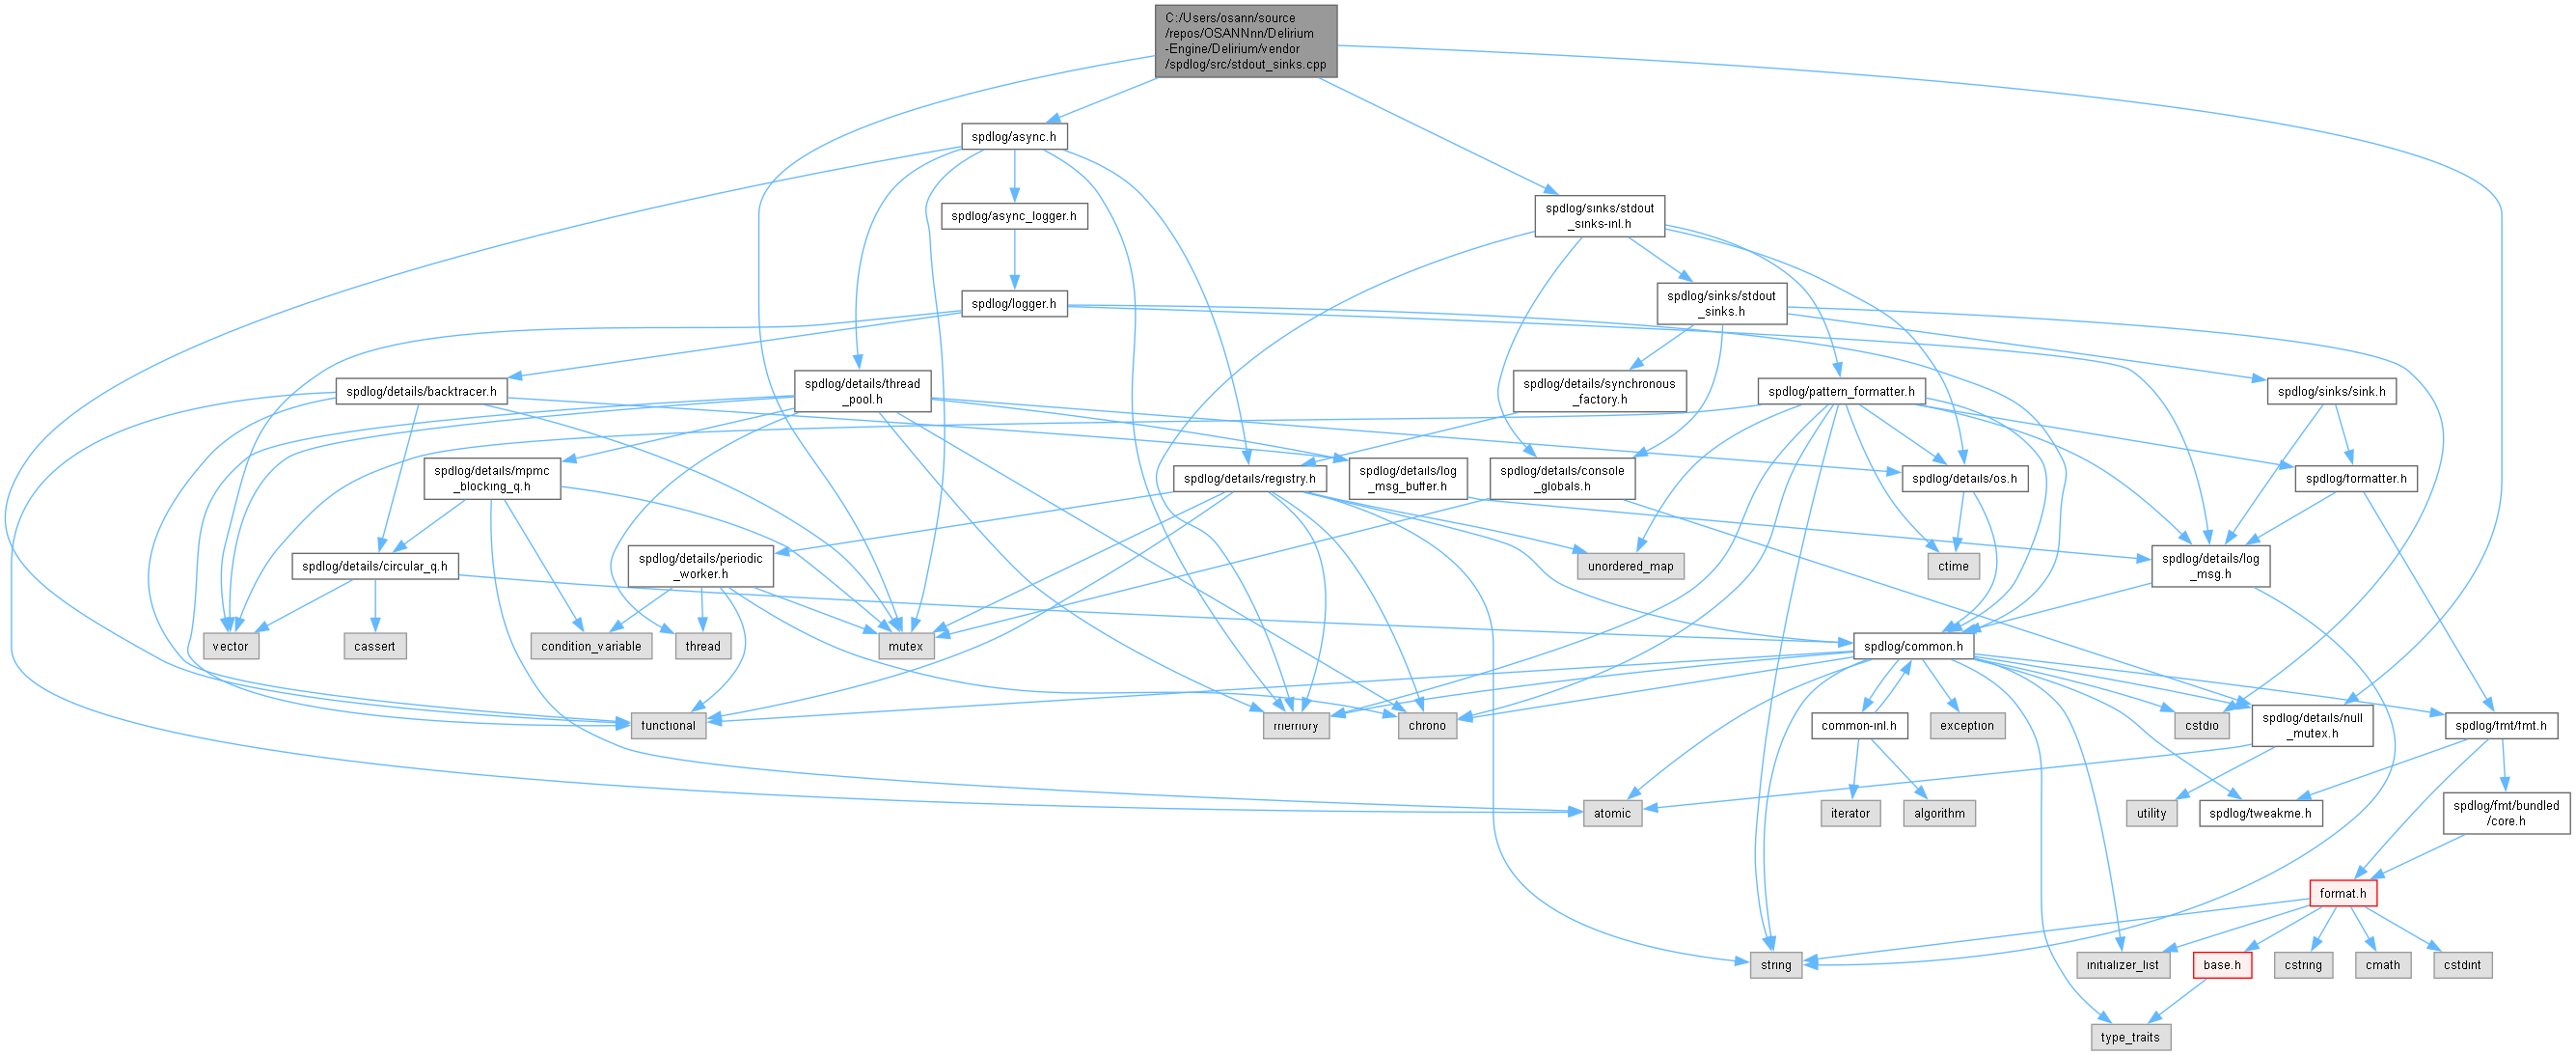 C:/Users/osann/source
/repos/OSANNnn/Delirium
-Engine/Delirium/vendor
/spdlog/src/stdout_sinks.cpp
spdlog/async.h
spdlog/async_logger.h
spdlog/sinks/stdout
_sinks-inl.h
spdlog/logger.h
spdlog/sinks/stdout
_sinks.h
spdlog/details/backtracer.h
spdlog/details/thread
_pool.h
spdlog/details/synchronous
_factory.h
spdlog/pattern_formatter.h
spdlog/sinks/sink.h
spdlog/details/mpmc
_blocking_q.h
spdlog/details/registry.h
spdlog/details/log
_msg_buffer.h
spdlog/details/console
_globals.h
spdlog/details/os.h
spdlog/formatter.h
spdlog/details/circular_q.h
spdlog/details/periodic
_worker.h
unordered_map
ctime
spdlog/details/log
_msg.h
vector
cassert
condition_variable
thread
mutex
spdlog/common.h
functional
memory
chrono
common-inl.h
exception
cstdio
spdlog/details/null
_mutex.h
spdlog/fmt/fmt.h
atomic
iterator
algorithm
utility
spdlog/tweakme.h
spdlog/fmt/bundled
/core.h
format.h
string
initializer_list
base.h
cstring
cmath
cstdint
type_traits